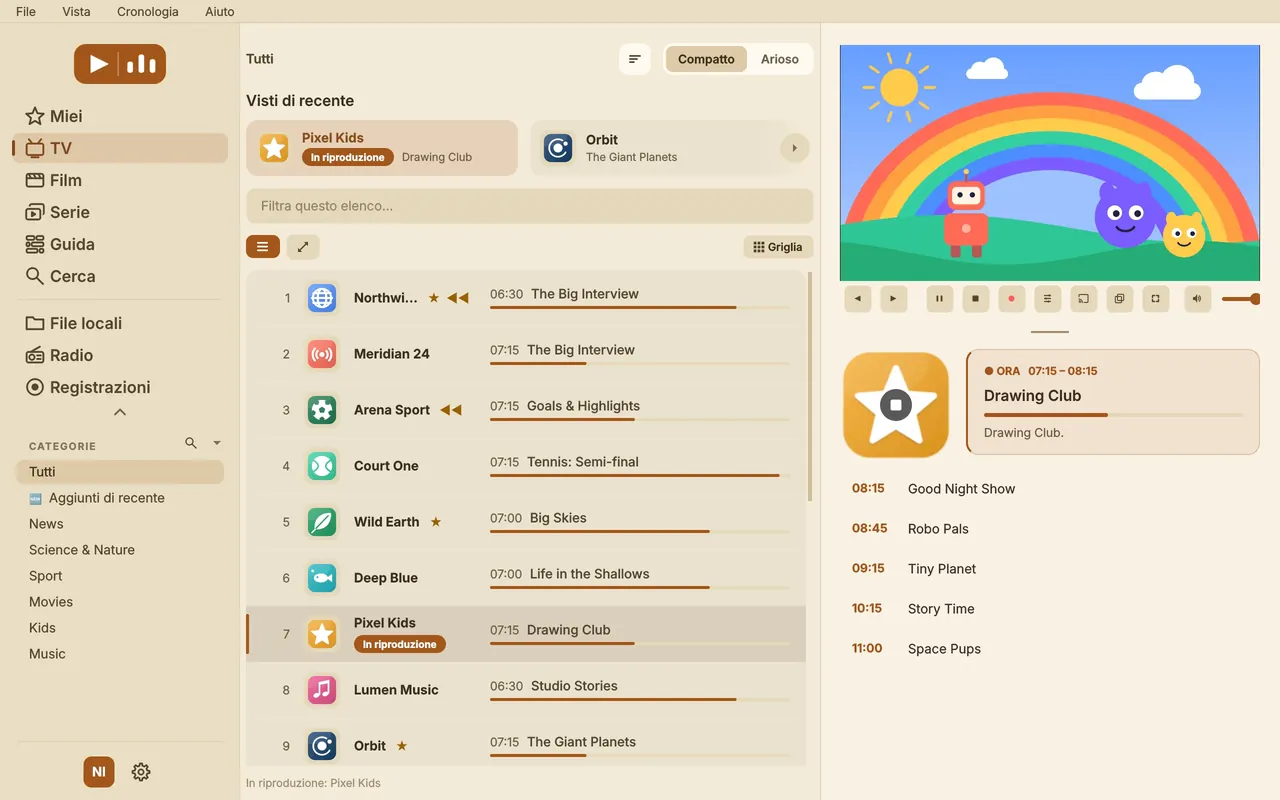 File Vista Cronologia Aiuto
Miei
TV
Film
Serie
Guida
Cerca
File locali
Radio
Registrazioni
CATEGORIE
Tutti
Aggiunti di recente
News
Science & Nature
Sport
Movies
Kids
Music
NI
Tutti
Compatto Arioso
Visti di recente
Pixel Kids
In riproduzione Drawing Club
Orbit
The Giant Planets
Filtra questo elenco...
Griglia
1 Northwi... 06:30 The Big Interview
2 Meridian 24 07:15 The Big Interview
3 Arena Sport 07:15 Goals & Highlights
4 Court One 07:15 Tennis: Semi-final
5 Wild Earth 07:00 Big Skies
6 Deep Blue 07:00 Life in the Shallows
7 Pixel Kids 07:15 Drawing Club
In riproduzione
8 Lumen Music 06:30 Studio Stories
9 Orbit 07:15 The Giant Planets
In riproduzione: Pixel Kids
ORA 07:15 – 08:15
Drawing Club
Drawing Club.
08:15 Good Night Show
08:45 Robo Pals
09:15 Tiny Planet
10:15 Story Time
11:00 Space Pups